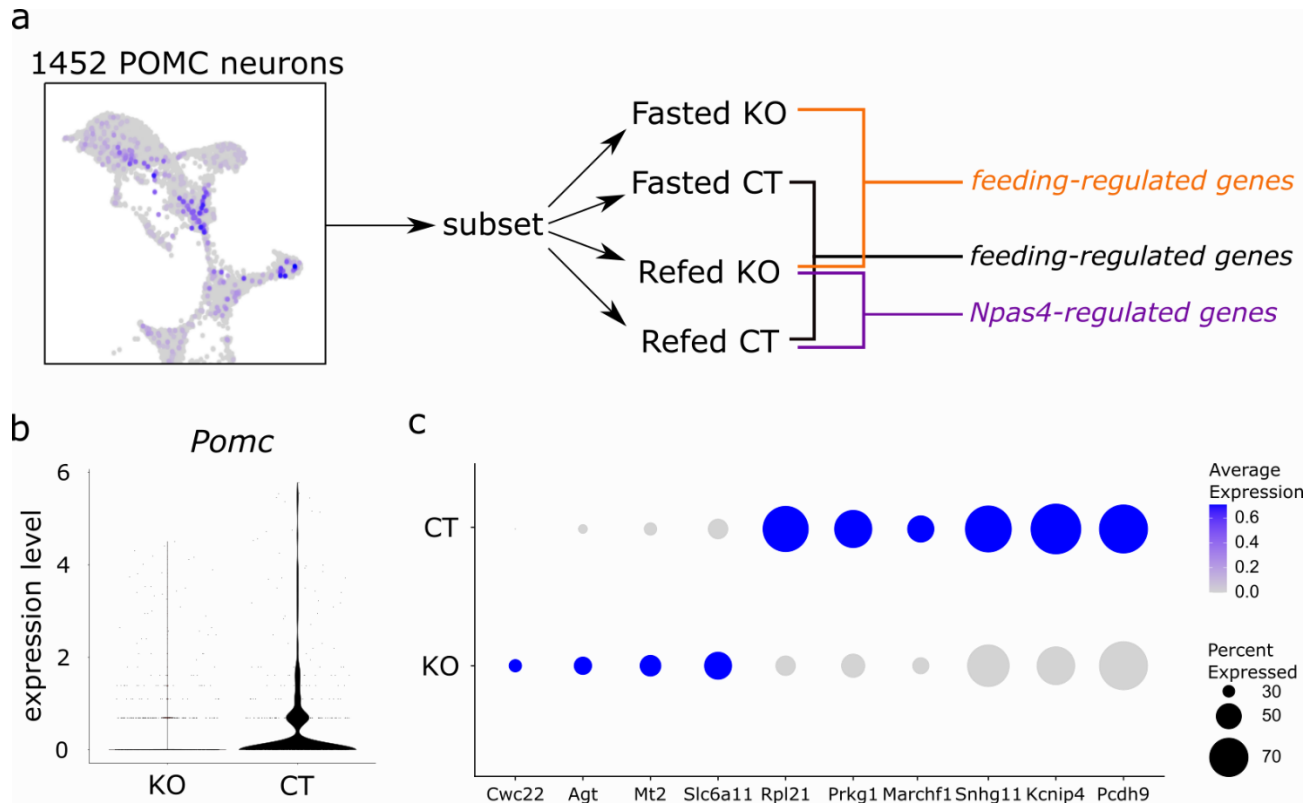 a
1452 POMC neurons
subset
Fasted KO
Fasted CT
Refed KO
Refed CT
feeding-regulated genes
feeding-regulated genes
Npas4-regulated genes
b
Pomc
expression level
6
4
2
0
KO
CT
c
CT
KO
Cwc22 Agt Mt2 Slc6a11 Rpl21 Prkg1 Marchf1 Snhg11 Kcnip4 Pcdh9
Average
Expression
0.6
0.4
0.2
0.0
Percent
Expressed
30
50
70